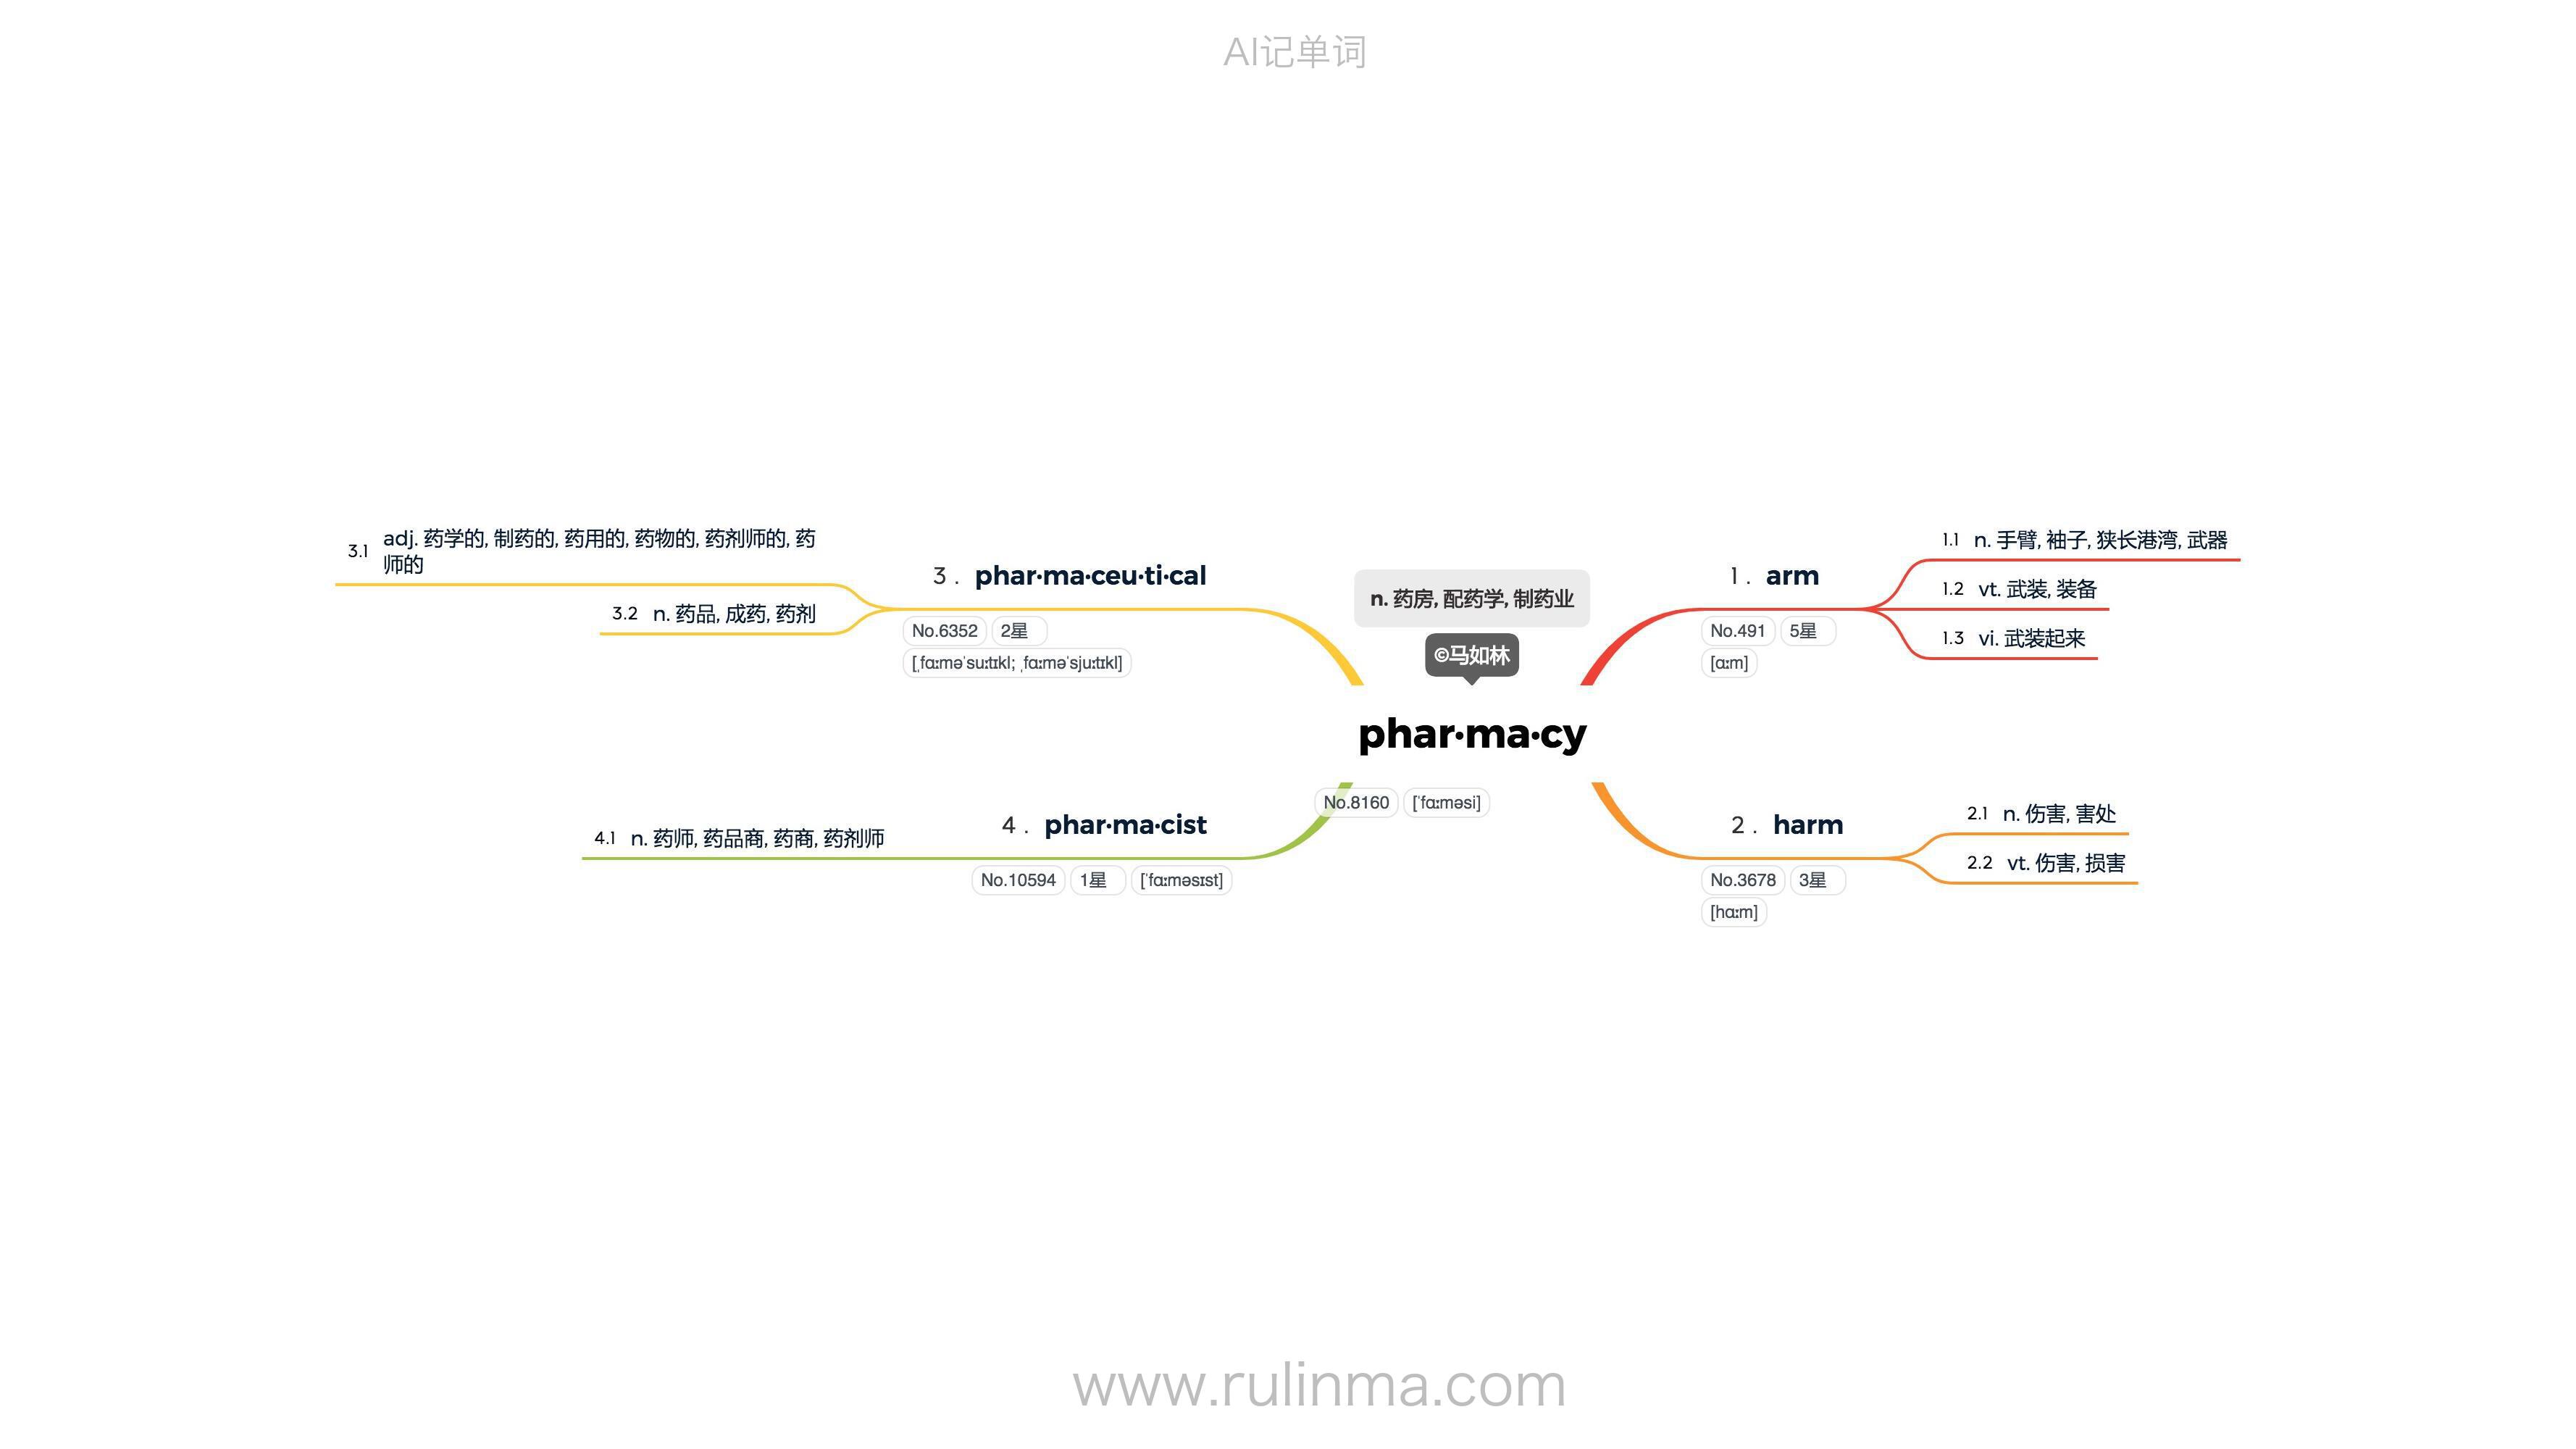 AI记单词
n. 药房, 配药学, 制药业
©马如林
phar·ma·cy
No.8160 [ˈfɑːməsi]
1. arm
No.491 5星
[ɑːm]
1.1 n. 手臂, 袖子, 狭长港湾, 武器
1.2 vt. 武装, 装备
1.3 vi. 武装起来
2. harm
No.3678 3星
[hɑːm]
2.1 n. 伤害, 害处
2.2 vt. 伤害, 损害
3. phar·ma·ceu·ti·cal
No.6352 2星
[ˌfɑːməˈsuːtɪkl; ˌfɑːməˈsjuːtɪkl]
3.1 adj. 药学的, 制药的, 药用的, 药物的, 药剂师的, 药
师的
3.2 n. 药品, 成药, 药剂
4. phar·ma·cist
No.10594 1星 [ˈfɑːməsɪst]
4.1 n. 药师, 药品商, 药商, 药剂师
www.rulinma.com